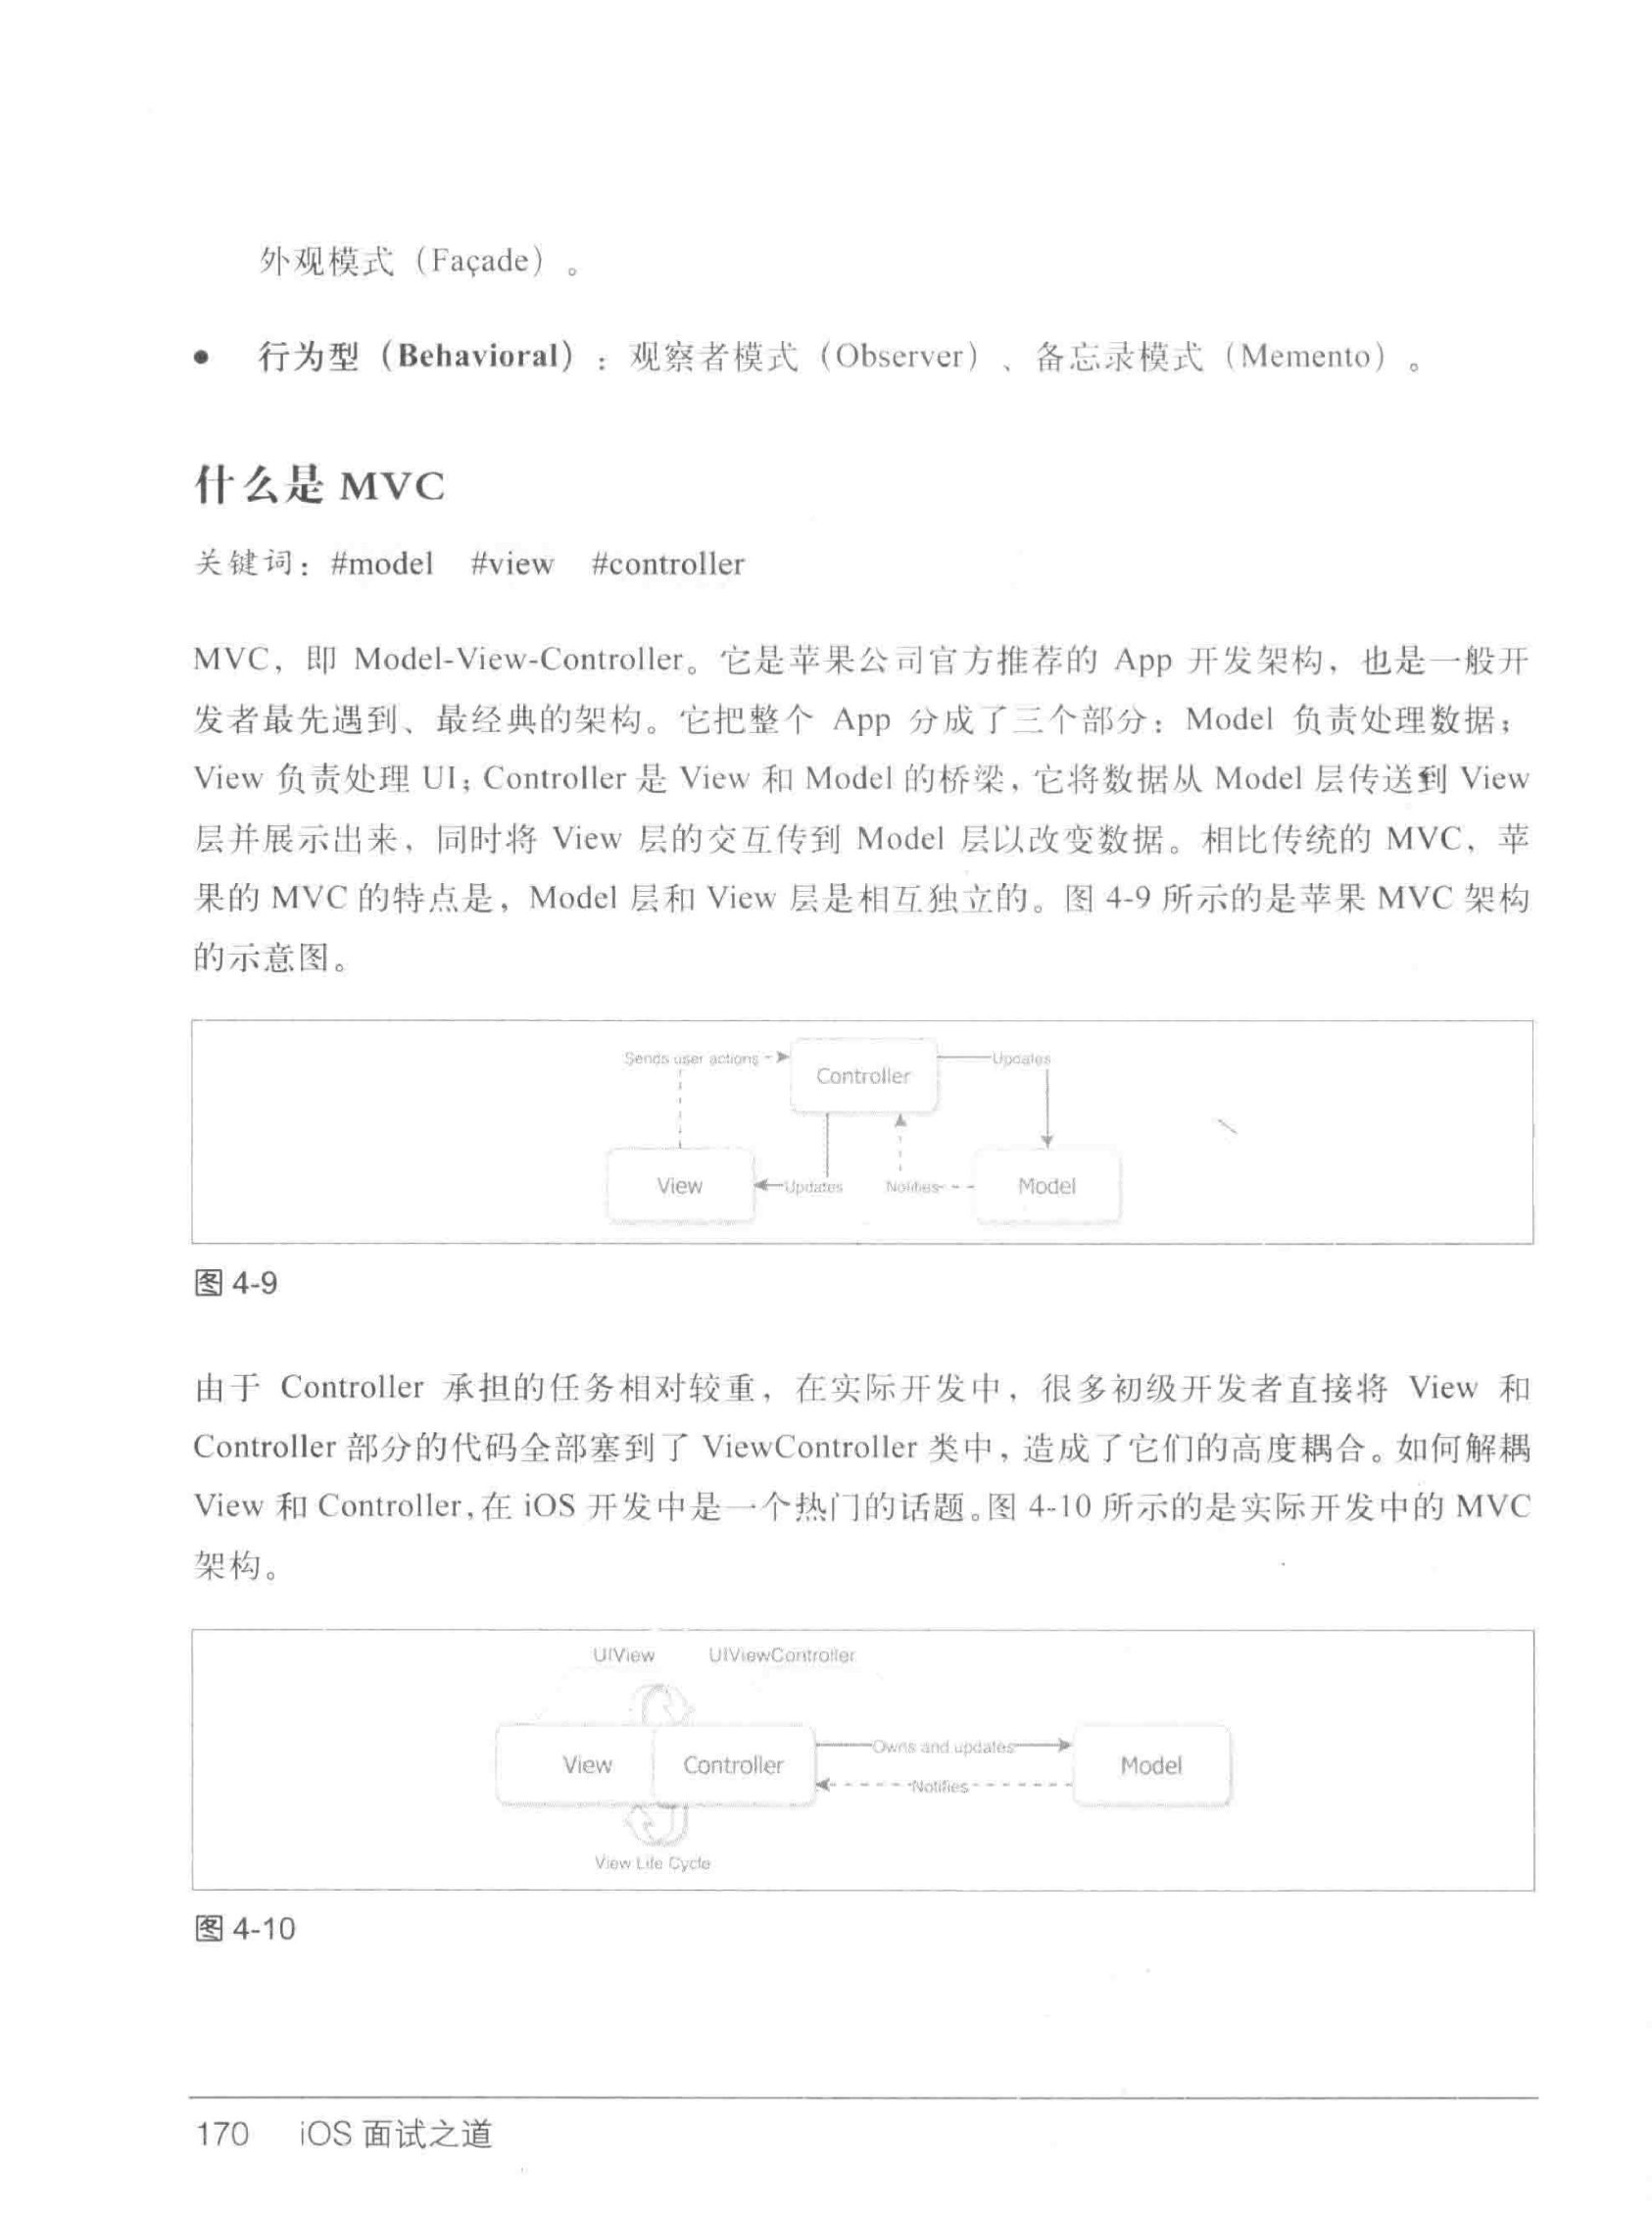 外观模式（Façade）。
● 行为型（Behavioral）：观察者模式（Observer）、备忘录模式（Memento）。
什么是 MVC
关键词：#model #view #controller
MVC，即 Model-View-Controller。它是苹果公司官方推荐的 App 开发架构，也是一般开
发者最先遇到、最经典的架构。它把整个 App 分成了三个部分：Model 负责处理数据；
View 负责处理 UI；Controller 是 View 和 Model 的桥梁，它将数据从 Model 层传送到 View
层并展示出来，同时将 View 层的交互传到 Model 层以改变数据。相比传统的 MVC，苹
果的 MVC 的特点是，Model 层和 View 层是相互独立的。图 4-9 所示的是苹果 MVC 架构
的示意图。
Sends user actions
Controller
Updates
View
Updates
Notifies
Model
图 4-9
由于 Controller 承担的任务相对较重，在实际开发中，很多初级开发者直接将 View 和
Controller 部分的代码全部塞到了 ViewController 类中，造成了它们的高度耦合。如何解耦
View 和 Controller，在 iOS 开发中是一个热门的话题。图 4-10 所示的是实际开发中的 MVC
架构。
UIView UIViewController
View
Controller
Owns and updates
Notifies
Model
View Life Cycle
图 4-10
170 iOS 面试之道